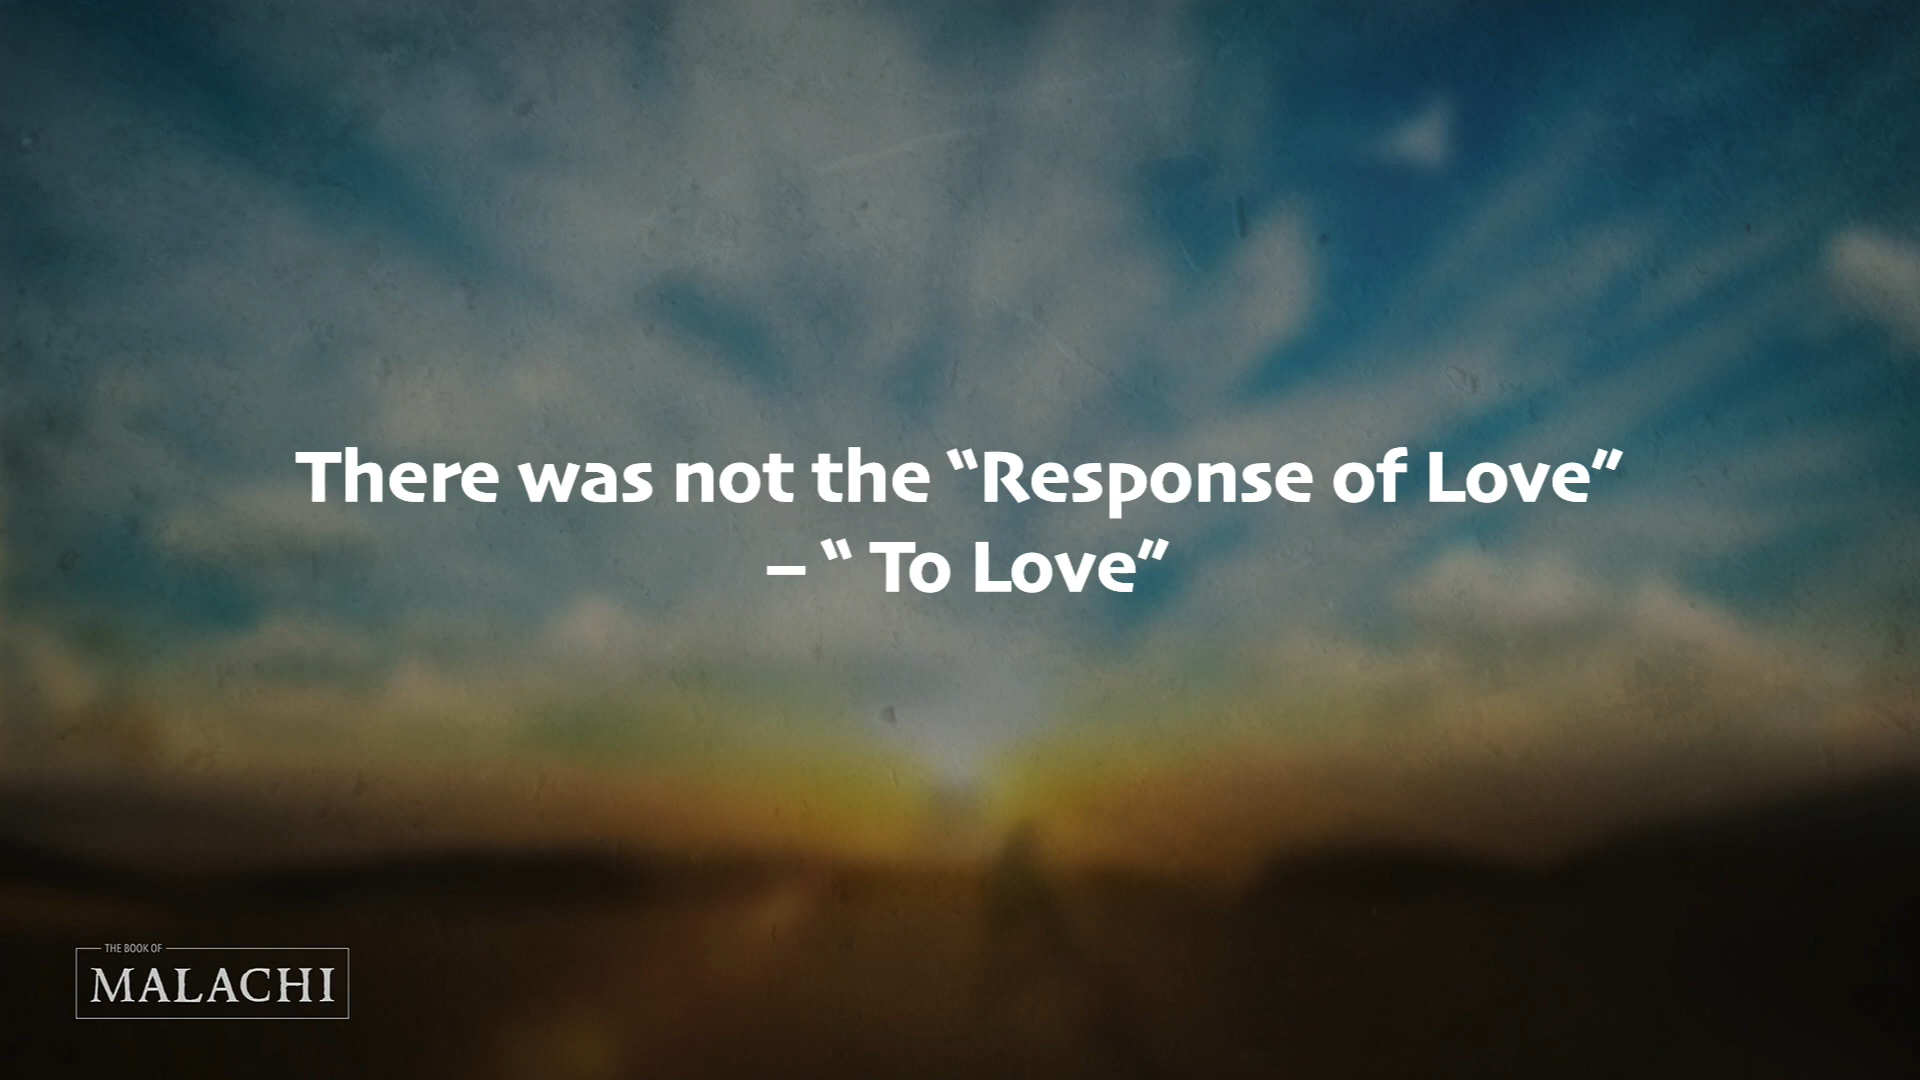 There was not the “Response of Love”
– “ To Love”
THE BOOK OF
MALACHI